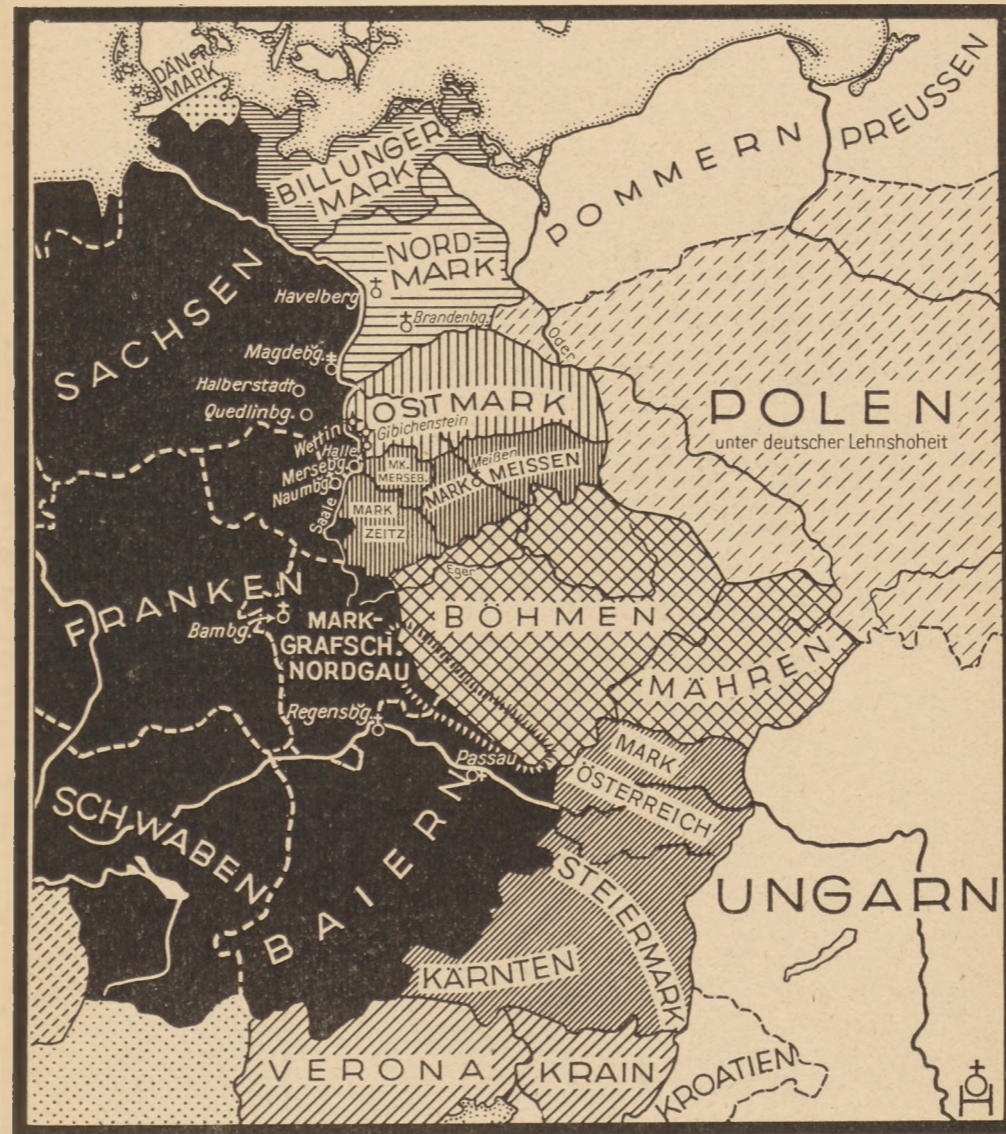 DÄN.
MARK
PREUSSEN
BILLUNGER
MARK
POMMERN
NORD-
MARK
Havelberg
Brandenbg.
SACHSEN
Oder
Magdebg.
Halberstadt
Quedlinbg.
OSTMARK
POLEN
unter deutscher Lehnshoheit
Wettin
Gibichenstein
Halle
Mersebg.
Naumbg.
Saale
MK.
MERSEB.
Meißen
MARK MEISSEN
MARK
ZEITZ
Eger
FRANKEN
Bambg.
MARK-
GRAFSCH.
NORDGAU
BÖHMEN
MÄHREN
Regensbg.
Passau
MARK
ÖSTERREICH
SCHWABEN
BAIERN
STEIERMARK
UNGARN
KÄRNTEN
VERONA
KRAIN
KROATIEN